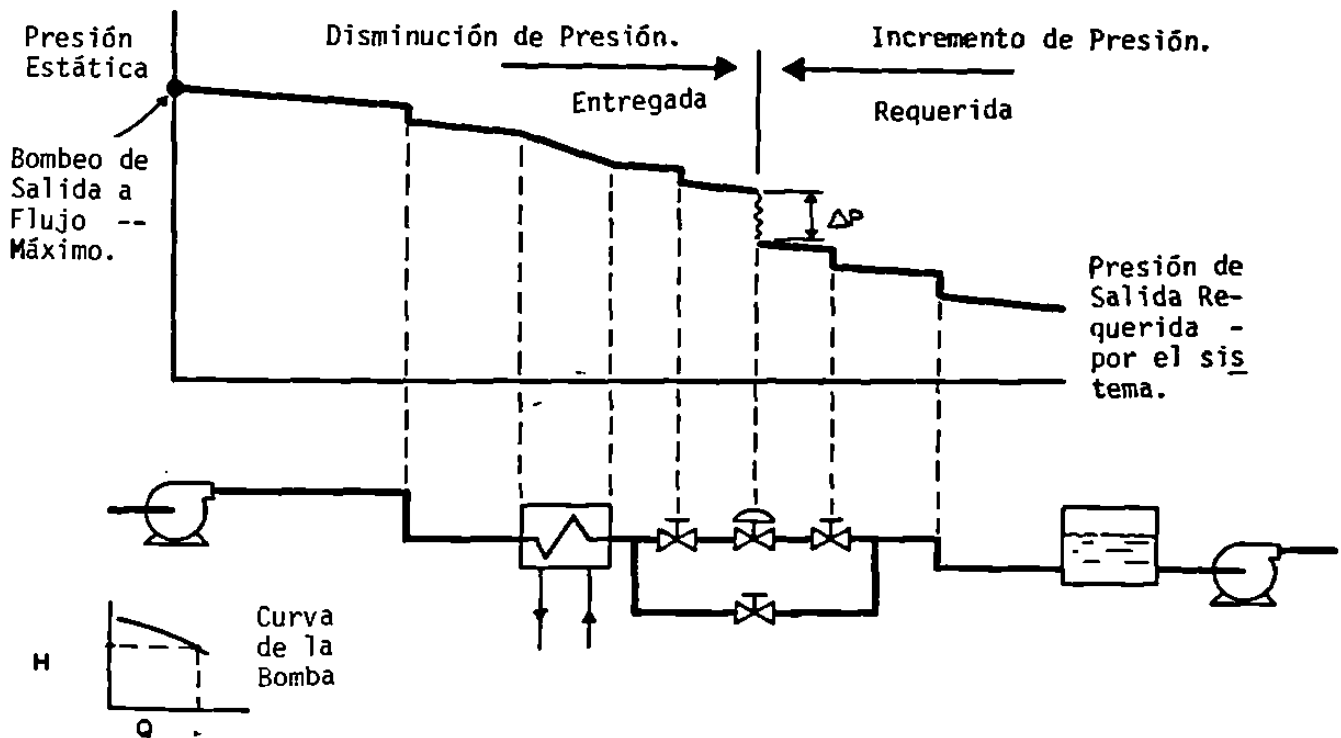 Presión
Estática
Disminución de Presión.
Incremento de Presión.
Entregada
Requerida
Bombeo de
Salida a
Flujo --
Máximo.
ΔP
Presión de
Salida Re-
querida -
por el sis
tema.
Curva
de la
Bomba
H
Q